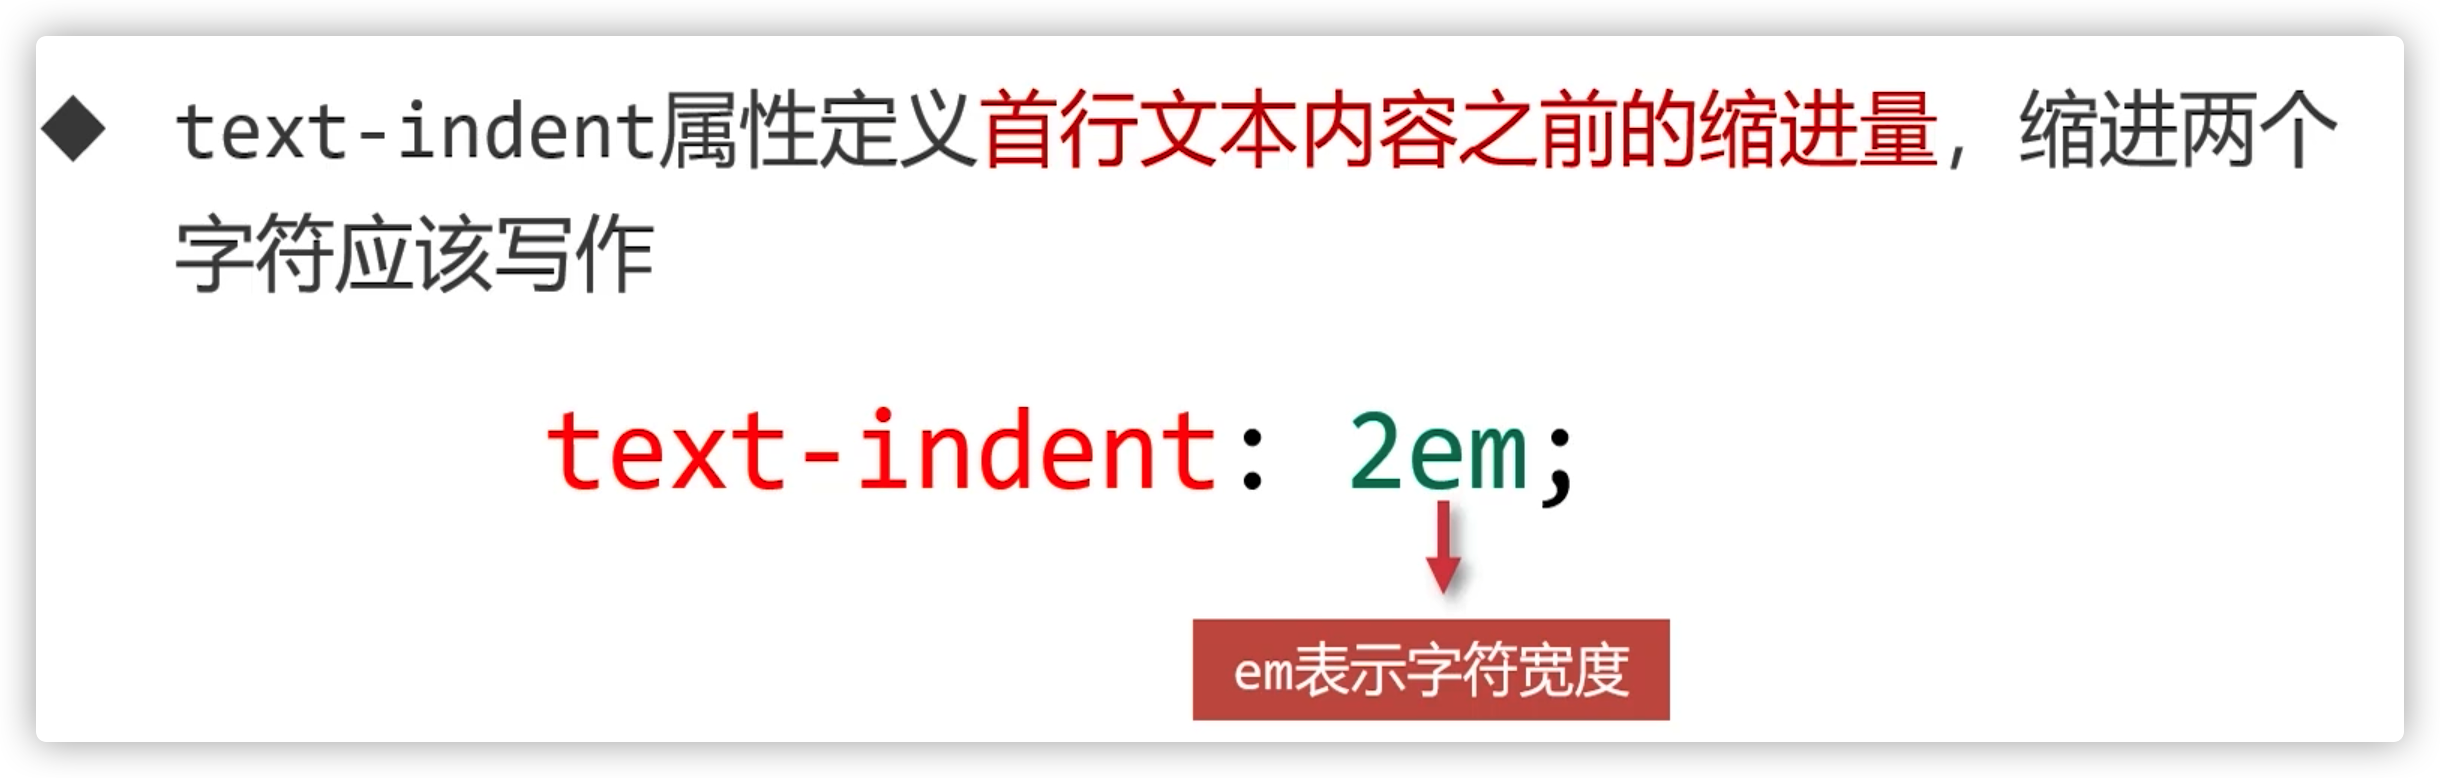 ◆ text-indent属性定义首行文本内容之前的缩进量，缩进两个
字符应该写作
text-indent: 2em;
em表示字符宽度